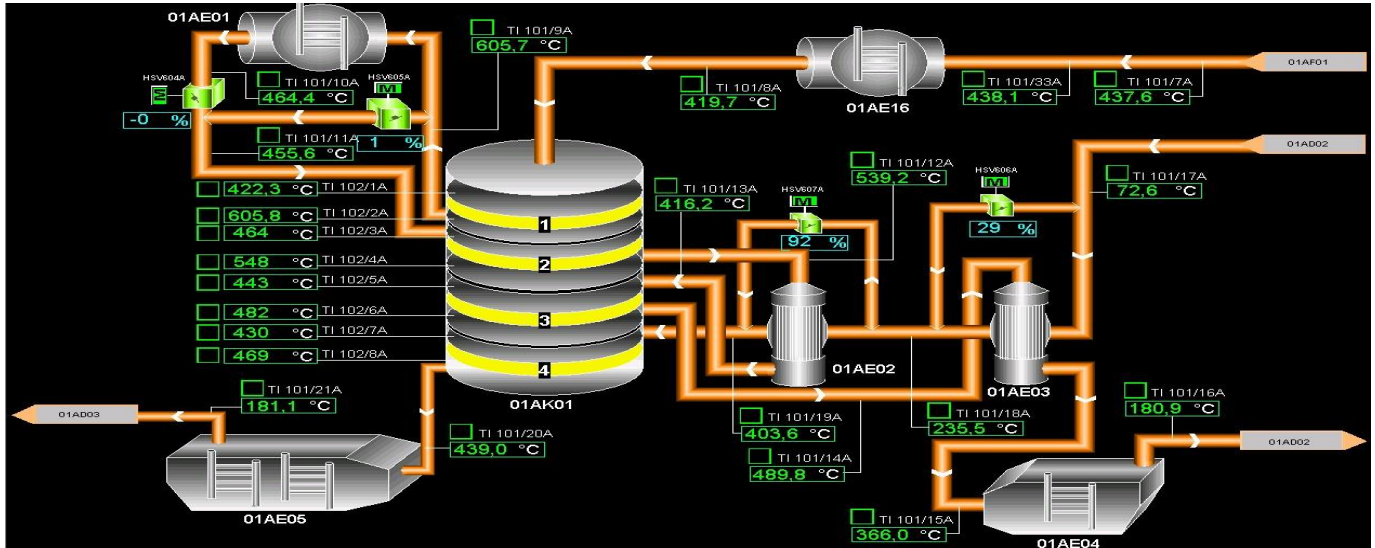 01AE01
TI 101/9A
605,7 °C
TI 101/10A
464,4 °C
HSV604A
M
-0 %
HSV605A
M
1 %
TI 101/11A
455,6 °C
TI 101/8A
419,7 °C
01AE16
TI 101/33A
438,1 °C
TI 101/7A
437,6 °C
01AF01
01AD02
TI 101/17A
72,6 °C
TI 101/12A
539,2 °C
HSV606A
M
29 %
HSV607A
M
92 %
TI 101/13A
416,2 °C
422,3 °C TI 102/1A
605,8 °C TI 102/2A
464 °C TI 102/3A
548 °C TI 102/4A
443 °C TI 102/5A
482 °C TI 102/6A
430 °C TI 102/7A
469 °C TI 102/8A
1
2
3
4
01AK01
01AE02
01AE03
TI 101/21A
181,1 °C
01AD03
TI 101/20A
439,0 °C
01AE05
TI 101/19A
403,6 °C
TI 101/14A
489,8 °C
TI 101/18A
235,5 °C
TI 101/16A
180,9 °C
01AD02
TI 101/15A
366,0 °C
01AE04